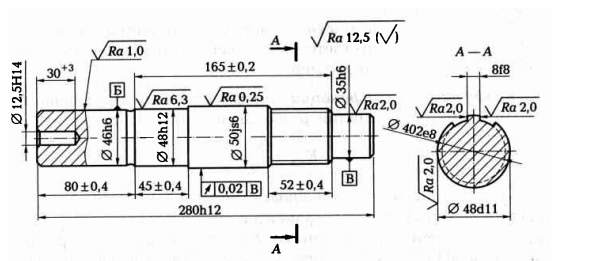 A
Ra 12,5 (√)
A — A
Ra 1,0
30⁺³
165±0,2
8f8
Ø 12,5H14
Б
Ra 6,3
Ra 0,25
Ø 35h6
Ra2,0
Ra2,0
Ra 2,0
Ø 46h6
Ø 48h12
Ø 50js6
Ø 402e8
Ra 2,0
В
80±0,4
45±0,4
0,02 В
52±0,4
Ø 48d11
280h12
A